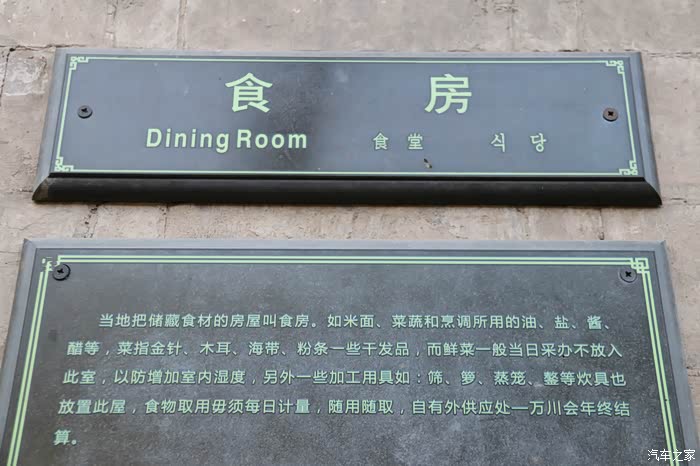 食 房
Dining Room 食堂 식당
当地把储藏食材的房屋叫食房。如米面、菜蔬和烹调所用的油、盐、酱、
醋等，菜指金针、木耳、海带、粉条一些干发品，而鲜菜一般当日采办不放入
此室，以防增加室内湿度，另外一些加工用具如：筛、箩、蒸笼、鏊等炊具也
放置此屋，食物取用毋须每日计量，随用随取，自有外供应处—万川会年终结
算。
汽车之家